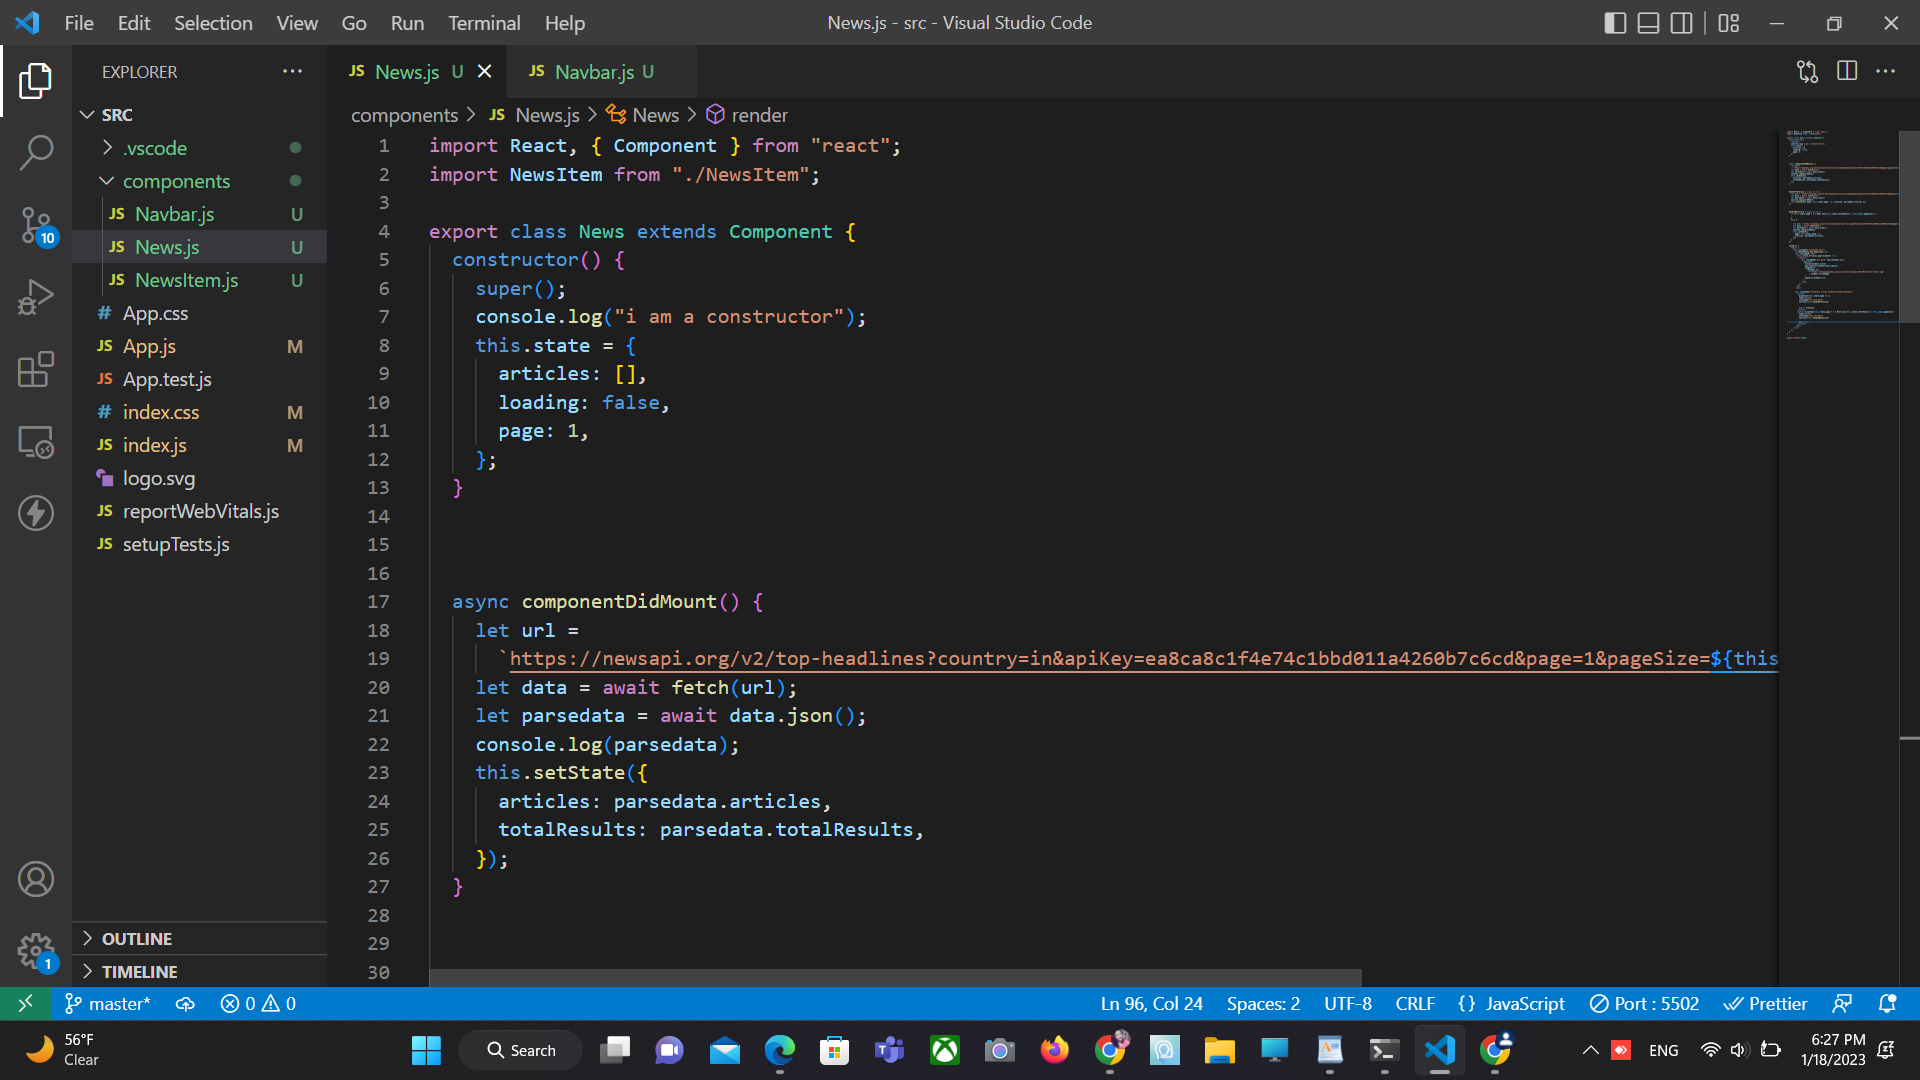 File Edit Selection View Go Run Terminal Help
News.js - src - Visual Studio Code
EXPLORER
SRC
.vscode
components
JS Navbar.js U
JS News.js U
JS NewsItem.js U
# App.css
JS App.js M
JS App.test.js
# index.css M
JS index.js M
logo.svg
JS reportWebVitals.js
JS setupTests.js
OUTLINE
TIMELINE
10
1
JS News.js U
JS Navbar.js U
components > JS News.js > News > render
1 import React, { Component } from "react";
2 import NewsItem from "./NewsItem";
3
4 export class News extends Component {
5 constructor() {
6 super();
7 console.log("i am a constructor");
8 this.state = {
9 articles: [],
10 loading: false,
11 page: 1,
12 };
13 }
14
15
16
17 async componentDidMount() {
18 let url =
19 `https://newsapi.org/v2/top-headlines?country=in&apiKey=ea8ca8c1f4e74c1bbd011a4260b7c6cd&page=1&pageSize=${this
20 let data = await fetch(url);
21 let parsedata = await data.json();
22 console.log(parsedata);
23 this.setState({
24 articles: parsedata.articles,
25 totalResults: parsedata.totalResults,
26 });
27 }
28
29
30
master* 0 0
Ln 96, Col 24 Spaces: 2 UTF-8 CRLF {} JavaScript Port : 5502 Prettier
56°F
Clear
Search
ENG
6:27 PM
1/18/2023